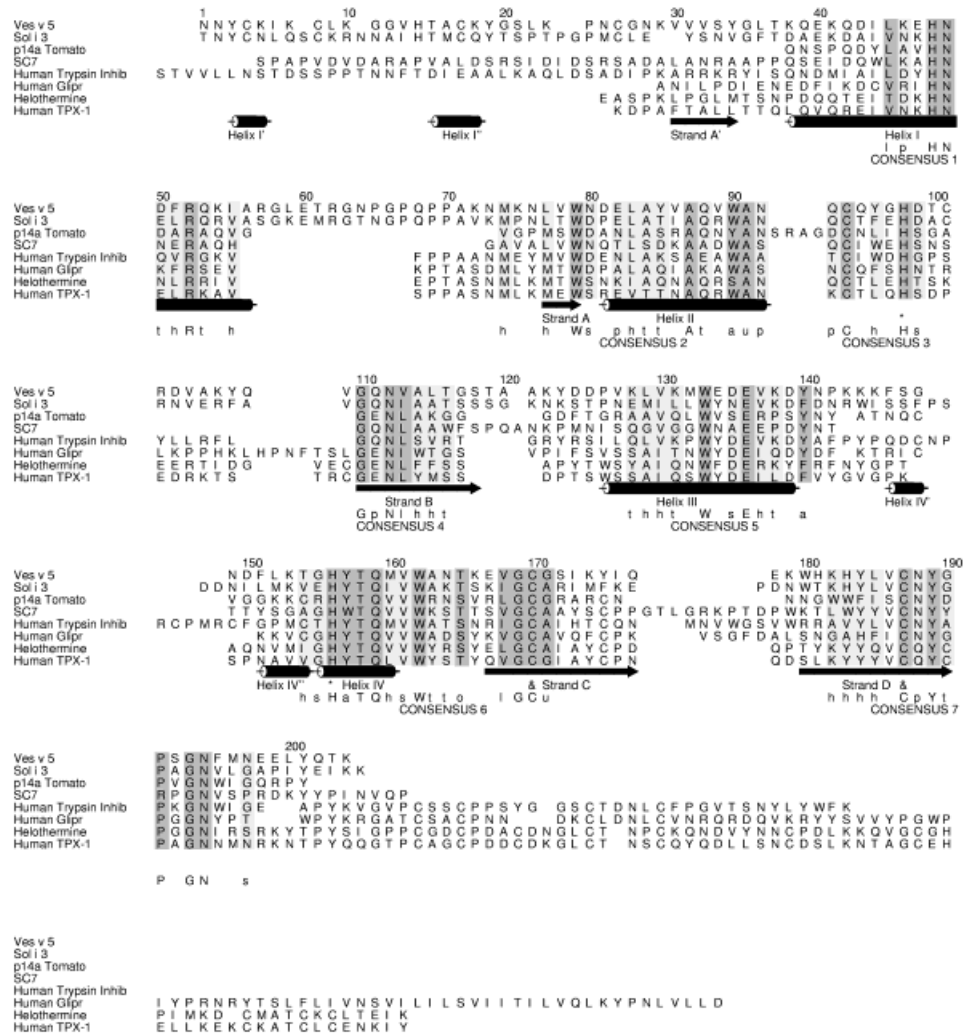 1 10 20 30 40
Ves v 5 N N Y C K I K C L K G G V H T A C K Y G S L K P N C G N K V V V S Y G L T K Q E K Q D I L K E H N
Sol i 3 T N Y C N L Q S C K R N N A I H T M C Q Y T S P T P G P M C L E Y S N V G F T D A E K D A I V N K H N
p14a Tomato Q N S P Q D Y L A V H N
SC7 S P A P V D V D A R A P V A L D S R S I D I D S R S A D A L A N R A A P P Q S E I D Q W L K A H N
Human Trypsin Inhib S T V V L L N S T D S S P P T N N F T D I E A A L K A Q L D S A D I P K A R R K R Y I S Q N D M I A I L D Y H N
Human Glipr A N I L P D I E N E D F I K D C V R I H N
Helothermine E A S P K L P G L M T S N P D Q Q T E I T D K H N
Human TPX-1 K D P A F T A L L T T Q L Q V Q R E I V N K H N
Helix I' Helix I'' Strand A' Helix I
I p H N
CONSENSUS 1
50 60 70 80 90 100
Ves v 5 D F R Q K I A R G L E T R G N P G P Q P P A K N M K N L V W N D E L A Y V A Q V W A N Q C Q Y G H D T C
Sol i 3 E L R Q R V A S G K E M R G T N G P Q P P A V K M P N L T W D P E L A T I A Q R W A N Q C T F E H D A C
p14a Tomato D A R A Q V G V G P M S W D A N L A S R A Q N Y A N S R A G D C N L I H S G A
SC7 N E R A Q H G A V A L V W N Q T L S D K A A D W A S Q C I W E H S N S
Human Trypsin Inhib Q V R G K V F P P A A N M E Y M V W D E N L A K S A E A W A A T C I W D H G P S
Human Glipr K F R S E V K P T A S D M L Y M T W D P A L A Q I A K A W A S N C Q F S H N T R
Helothermine N L R R I V E P T A S N M L K M T W S N K I A Q N A Q R S A N Q C T L E H T S K
Human TPX-1 E L R K A V S P P A S N M L K M E W S R E V T T N A Q R W A N K C T L Q H S D P
Strand A Helix II *
t h R t h h h W s p h t t A t a u p p C h H s
CONSENSUS 2 CONSENSUS 3
110 120 130 140
Ves v 5 R D V A K Y Q V G Q N V A L T G S T A A K Y D D P V K L V K M W E D E V K D Y N P K K K F S G
Sol i 3 R N V E R F A V G Q N I A A T S S S G K N K S T P N E M I L L W Y N E V K D F D N R W I S S F P S
p14a Tomato G E N L A K G G G D F T G R A A V Q L W V S E R P S Y N Y A T N Q C
SC7 G Q N L A A W F S P Q A N K P M N I S Q G V G G W N A E E P D Y N T
Human Trypsin Inhib Y L L R F L G Q N L S V R T G R Y R S I L Q L V K P W Y D E V K D Y A F P Y P Q D C N P
Human Glipr L K P P H K L H P N F T S L G E N I W T G S V P I F S V S S A I T N W Y D E I Q D Y D F K T R I C
Helothermine E E R T I D G V E C G E N L F F S S A P Y T W S Y A I Q N W F D E R K Y F R F N Y G P T
Human TPX-1 E D R K T S T R C G E N L Y M S S D P T S W S S A I Q S W Y D E I L D F V Y G V G P K
Strand B Helix III Helix IV'
G p N l h h t t h h t W s E h t a
CONSENSUS 4 CONSENSUS 5
150 160 170 180 190
Ves v 5 N D F L K T G H Y T Q M V W A N T K E V G C G S I K Y I Q E K W H K H Y L V C N Y G
Sol i 3 D D N I L M K V E H Y T Q I V W A K T S K I G C A R I M F K E P D N W T K H Y L V C N Y G
p14a Tomato V G G K K C R H Y T Q V V W R N S V R L G C G R A R C N N N G W W F I S C N Y D
SC7 T T Y S G A G H W T Q V V W K S T T S V G C A A Y S C P P G T L G R K P T D P W K T L W Y Y V C N Y Y
Human Trypsin Inhib R C P M R C F G P M C T H Y T Q M V W A T S N R I G C A I H T C Q N M N V W G S V W R R A V Y L V C N Y A
Human Glipr K K V C G H Y T Q V V W A D S Y K V G C A V Q F C P K V S G F D A L S N G A H F I C N Y G
Helothermine A Q N V M I G H Y T Q V V W Y R S Y E L G C A I A Y C P D Q P T Y K Y Y Q V C Q Y C
Human TPX-1 S P N A V V G H Y T Q L V W Y S T Y Q V G C G I A Y C P N Q D S L K Y Y Y V C Q Y C
Helix IV'' * Helix IV & Strand C Strand D &
h s H a T Q h s W t t o I G C u h h h h C p Y t
CONSENSUS 6 CONSENSUS 7
200
Ves v 5 P S G N F M N E E L Y Q T K
Sol i 3 P A G N V L G A P I Y E I K K
p14a Tomato P V G N W I G Q R P Y
SC7 R P G N V S P R D K Y Y P I N V Q P
Human Trypsin Inhib P K G N W I G E A P Y K V G V P C S S C P P S Y G G S C T D N L C F P G V T S N Y L Y W F K
Human Glipr P G G N Y P T W P Y K R G A T C S A C P N N D K C L D N L C V N R Q R D Q V K R Y Y S V V Y P G W P
Helothermine P G G N I R S R K Y T P Y S I G P P C G D C P D A C D N G L C T N P C K Q N D V Y N N C P D L K K Q V G C G H
Human TPX-1 P A G N N M N R K N T P Y Q Q G T P C A G C P D D C D K G L C T N S C Q Y Q D L L S N C D S L K N T A G C E H
P G N s
Ves v 5
Sol i 3
p14a Tomato
SC7
Human Trypsin Inhib
Human Glipr I Y P R N R Y T S L F L I V N S V I L I L S V I I T I L V Q L K Y P N L V L L D
Helothermine P I M K D C M A T C K C L T E I K
Human TPX-1 E L L K E K C K A T C L C E N K I Y